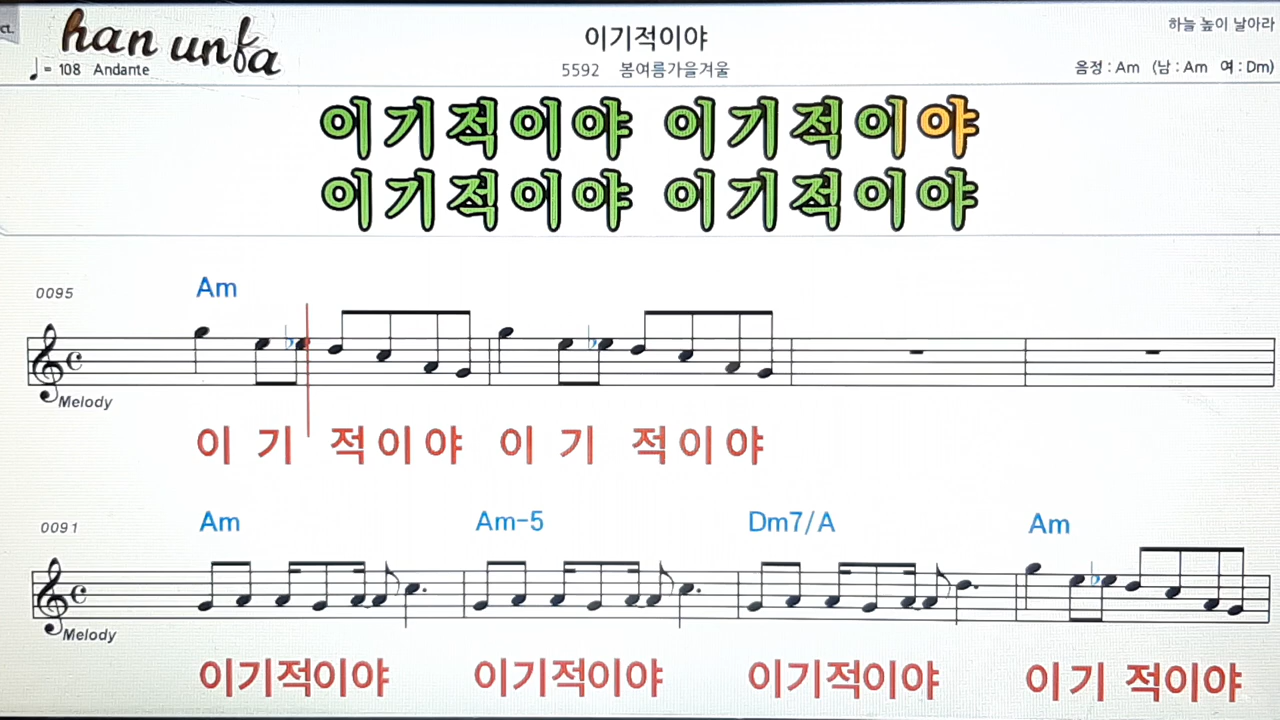 CL
han unfa
하늘 높이 날아라
이기적이야
♩= 108 Andante
5592 봄여름가을겨울
음정 : Am (남 : Am 여 : Dm)
이기적이야 이기적이야
이기적이야 이기적이야
0095
Am
Melody
이 기 적 이 야 이 기 적 이 야
0091
Am Am-5 Dm7/A Am
Melody
이기적이야 이기적이야 이기적이야 이기 적이야